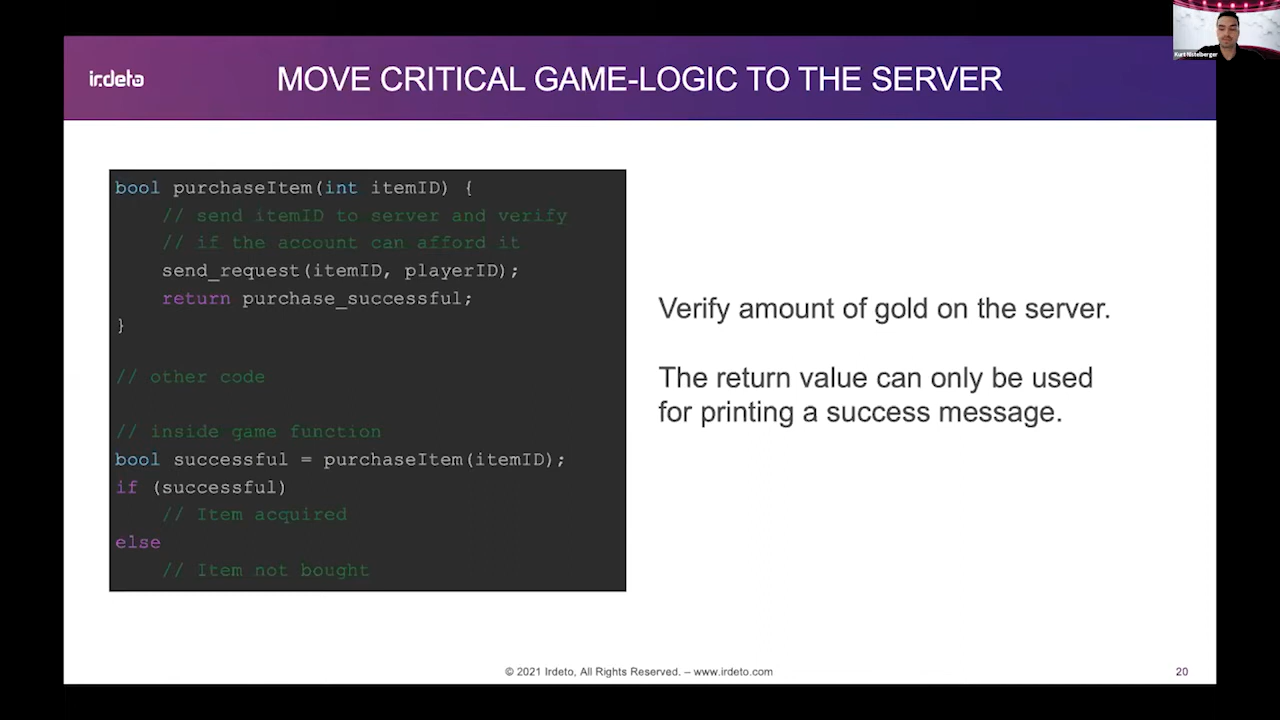 irdeto
MOVE CRITICAL GAME-LOGIC TO THE SERVER
Kurt Nistelberger
bool purchaseItem(int itemID) {
// send itemID to server and verify
// if the account can afford it
send_request(itemID, playerID);
return purchase_successful;
}
// other code
// inside game function
bool successful = purchaseItem(itemID);
if (successful)
// Item acquired
else
// Item not bought
Verify amount of gold on the server.
The return value can only be used
for printing a success message.
© 2021 Irdeto, All Rights Reserved. – www.irdeto.com
20